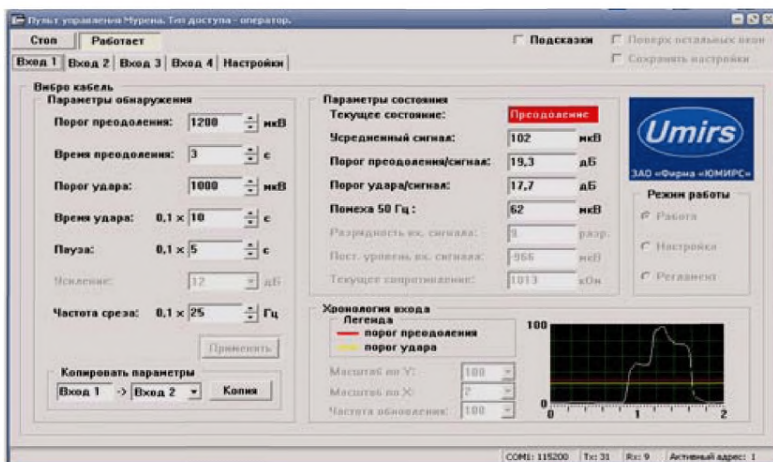 Пульт управления Мурена. Тип доступа - оператор.
Стоп Работает
Подсказки Поверх остальных окон
Сохранять настройки
Вход 1 Вход 2 Вход 3 Вход 4 Настройки
Вибро кабель
Параметры обнаружения
Порог преодоления: 1200 мкВ
Время преодоления: 3 с
Порог удара: 1000 мкВ
Время удара: 0,1 × 10 с
Пауза: 0,1 × 5 с
Усиление: 12 дБ
Частота среза: 0,1 × 25 Гц
Применить
Копировать параметры
Вход 1 -> Вход 2 Копия
Параметры состояния
Текущее состояние: Преодоление
Усредненный сигнал: 102 мкВ
Порог преодоления/сигнал: 19,3 дБ
Порог удара/сигнал: 17,7 дБ
Помеха 50 Гц : 62 мкВ
Разрядность вх. сигнала: 9 разр.
Пост. уровень вх. сигнала: -966 мкВ
Текущее сопротивление: 1013 кОм
Umirs
ЗАО «Фирма «ЮМИРС»
Режим работы
Работа
Настройка
Регламент
Хронология входа
Легенда
порог преодоления
порог удара
Масштаб по Y: 100
Масштаб по X: 2
Частота обновления: 100
100
0
0 1 2
COM1: 115200 Tx: 31 Rx: 9 Активный адрес: 1